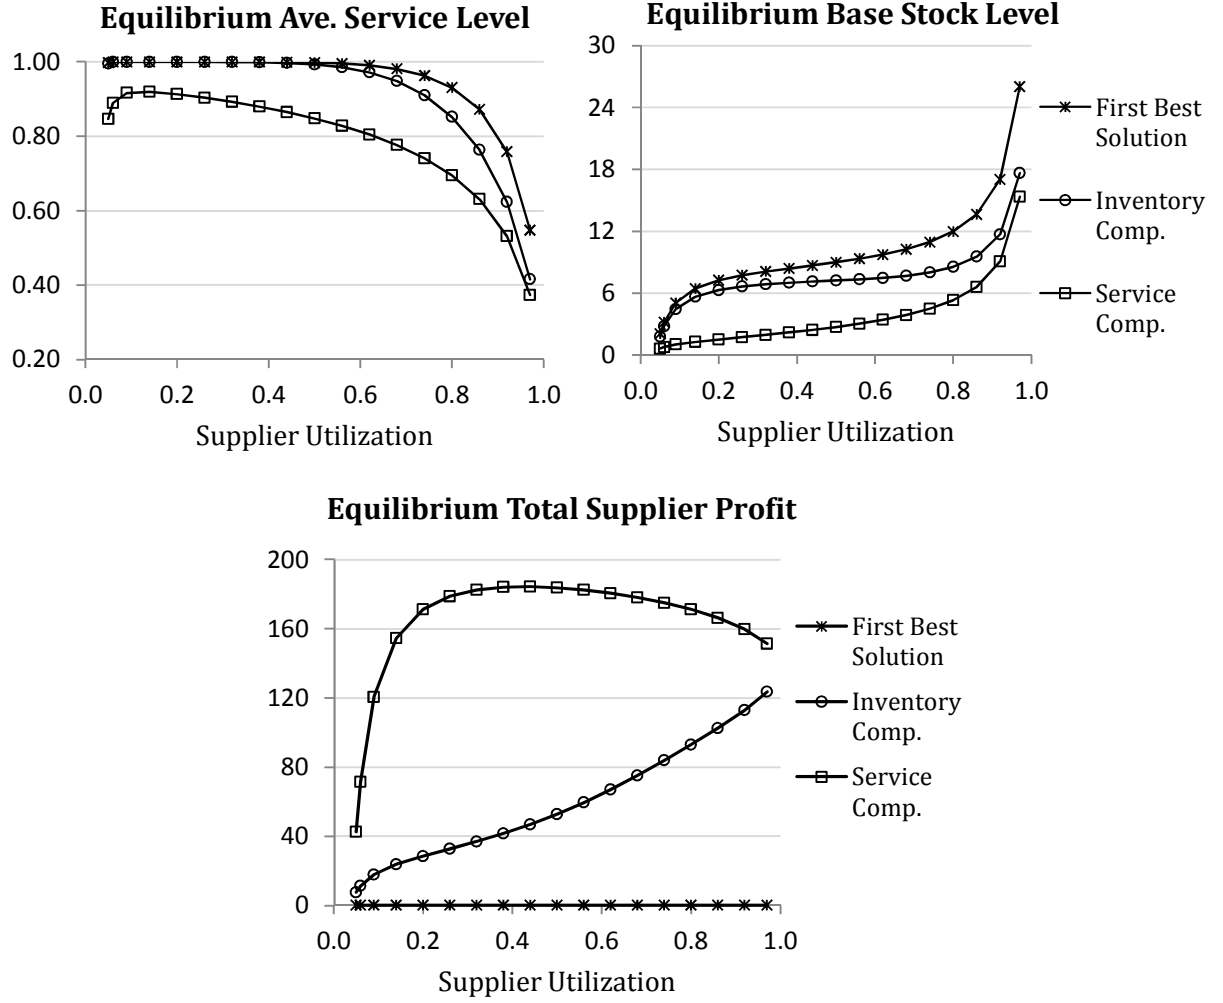 Equilibrium Ave. Service Level
1.00
0.80
0.60
0.40
0.20
0.0 0.2 0.4 0.6 0.8 1.0
Supplier Utilization
Equilibrium Base Stock Level
30
24
18
12
6
0
0.0 0.2 0.4 0.6 0.8 1.0
Supplier Utilization
First Best
Solution
Inventory
Comp.
Service
Comp.
Equilibrium Total Supplier Profit
200
160
120
80
40
0
0.0 0.2 0.4 0.6 0.8 1.0
Supplier Utilization
First Best
Solution
Inventory
Comp.
Service
Comp.